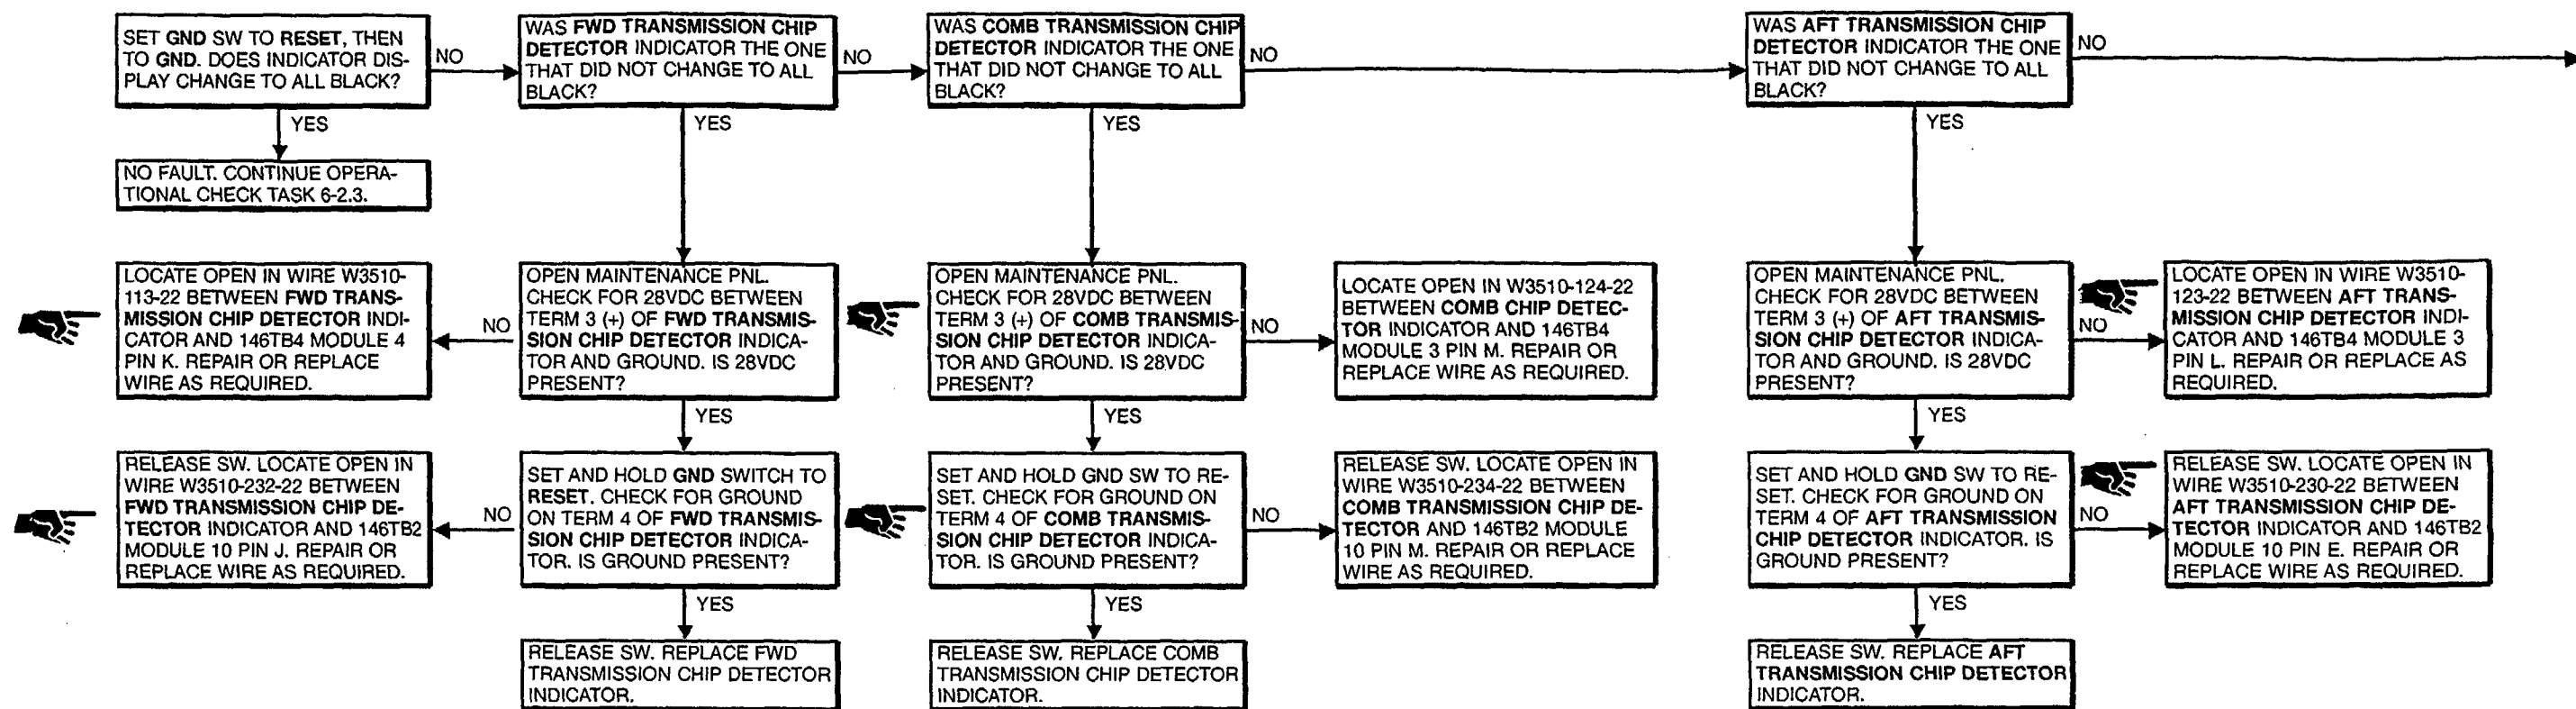 SET GND SW TO RESET, THEN
TO GND. DOES INDICATOR DIS-
PLAY CHANGE TO ALL BLACK?
NO
YES
NO FAULT. CONTINUE OPERA-
TIONAL CHECK TASK 6-2.3.
WAS FWD TRANSMISSION CHIP
DETECTOR INDICATOR THE ONE
THAT DID NOT CHANGE TO ALL
BLACK?
NO
YES
WAS COMB TRANSMISSION CHIP
DETECTOR INDICATOR THE ONE
THAT DID NOT CHANGE TO ALL
BLACK?
NO
YES
WAS AFT TRANSMISSION CHIP
DETECTOR INDICATOR THE ONE
THAT DID NOT CHANGE TO ALL
BLACK?
NO
YES
LOCATE OPEN IN WIRE W3510-
113-22 BETWEEN FWD TRANS-
MISSION CHIP DETECTOR INDI-
CATOR AND 146TB4 MODULE 4
PIN K. REPAIR OR REPLACE
WIRE AS REQUIRED.
NO
OPEN MAINTENANCE PNL.
CHECK FOR 28VDC BETWEEN
TERM 3 (+) OF FWD TRANSMIS-
SION CHIP DETECTOR INDICA-
TOR AND GROUND. IS 28VDC
PRESENT?
YES
OPEN MAINTENANCE PNL.
CHECK FOR 28VDC BETWEEN
TERM 3 (+) OF COMB TRANSMIS-
SION CHIP DETECTOR INDICA-
TOR AND GROUND. IS 28VDC
PRESENT?
NO
YES
LOCATE OPEN IN W3510-124-22
BETWEEN COMB CHIP DETEC-
TOR INDICATOR AND 146TB4
MODULE 3 PIN M. REPAIR OR
REPLACE WIRE AS REQUIRED.
OPEN MAINTENANCE PNL.
CHECK FOR 28VDC BETWEEN
TERM 3 (+) OF AFT TRANSMIS-
SION CHIP DETECTOR INDICA-
TOR AND GROUND. IS 28VDC
PRESENT?
NO
YES
LOCATE OPEN IN WIRE W3510-
123-22 BETWEEN AFT TRANS-
MISSION CHIP DETECTOR INDI-
CATOR AND 146TB4 MODULE 3
PIN L. REPAIR OR REPLACE AS
REQUIRED.
RELEASE SW. LOCATE OPEN IN
WIRE W3510-232-22 BETWEEN
FWD TRANSMISSION CHIP DE-
TECTOR INDICATOR AND 146TB2
MODULE 10 PIN J. REPAIR OR
REPLACE WIRE AS REQUIRED.
NO
SET AND HOLD GND SWITCH TO
RESET. CHECK FOR GROUND
ON TERM 4 OF FWD TRANSMIS-
SION CHIP DETECTOR INDICA-
TOR. IS GROUND PRESENT?
YES
SET AND HOLD GND SW TO RE-
SET. CHECK FOR GROUND ON
TERM 4 OF COMB TRANSMIS-
SION CHIP DETECTOR INDICA-
TOR. IS GROUND PRESENT?
NO
YES
RELEASE SW. LOCATE OPEN IN
WIRE W3510-234-22 BETWEEN
COMB TRANSMISSION CHIP DE-
TECTOR AND 146TB2 MODULE
10 PIN M. REPAIR OR REPLACE
WIRE AS REQUIRED.
SET AND HOLD GND SW TO RE-
SET. CHECK FOR GROUND ON
TERM 4 OF AFT TRANSMISSION
CHIP DETECTOR INDICATOR. IS
GROUND PRESENT?
NO
YES
RELEASE SW. LOCATE OPEN IN
WIRE W3510-230-22 BETWEEN
AFT TRANSMISSION CHIP DE-
TECTOR INDICATOR AND 146TB2
MODULE 10 PIN E. REPAIR OR
REPLACE WIRE AS REQUIRED.
RELEASE SW. REPLACE FWD
TRANSMISSION CHIP DETECTOR
INDICATOR.
RELEASE SW. REPLACE COMB
TRANSMISSION CHIP DETECTOR
INDICATOR.
RELEASE SW. REPLACE AFT
TRANSMISSION CHIP DETECTOR
INDICATOR.